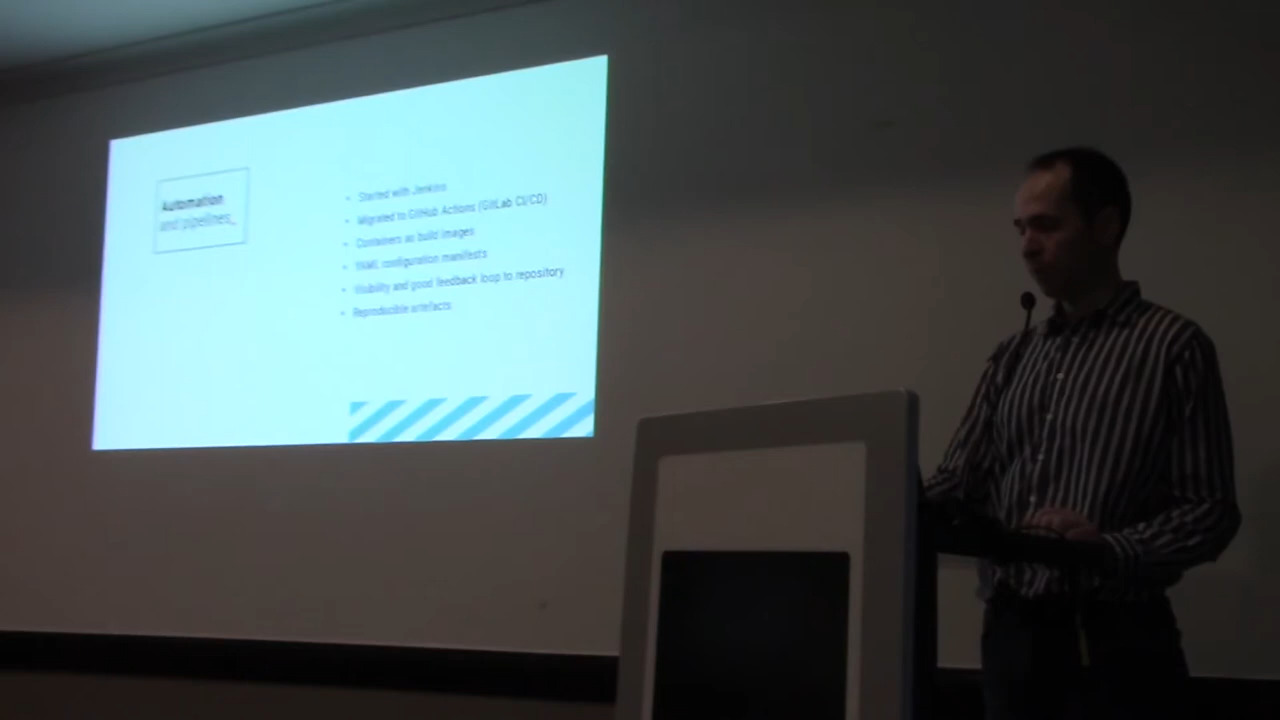 Automation
and pipelines_
• Started with Jenkins
• Migrated to GitHub Actions (GitLab CI/CD)
• Containers as build images
• YAML configuration manifests
• Visibility and good feedback loop to repository
• Reproducible artefacts